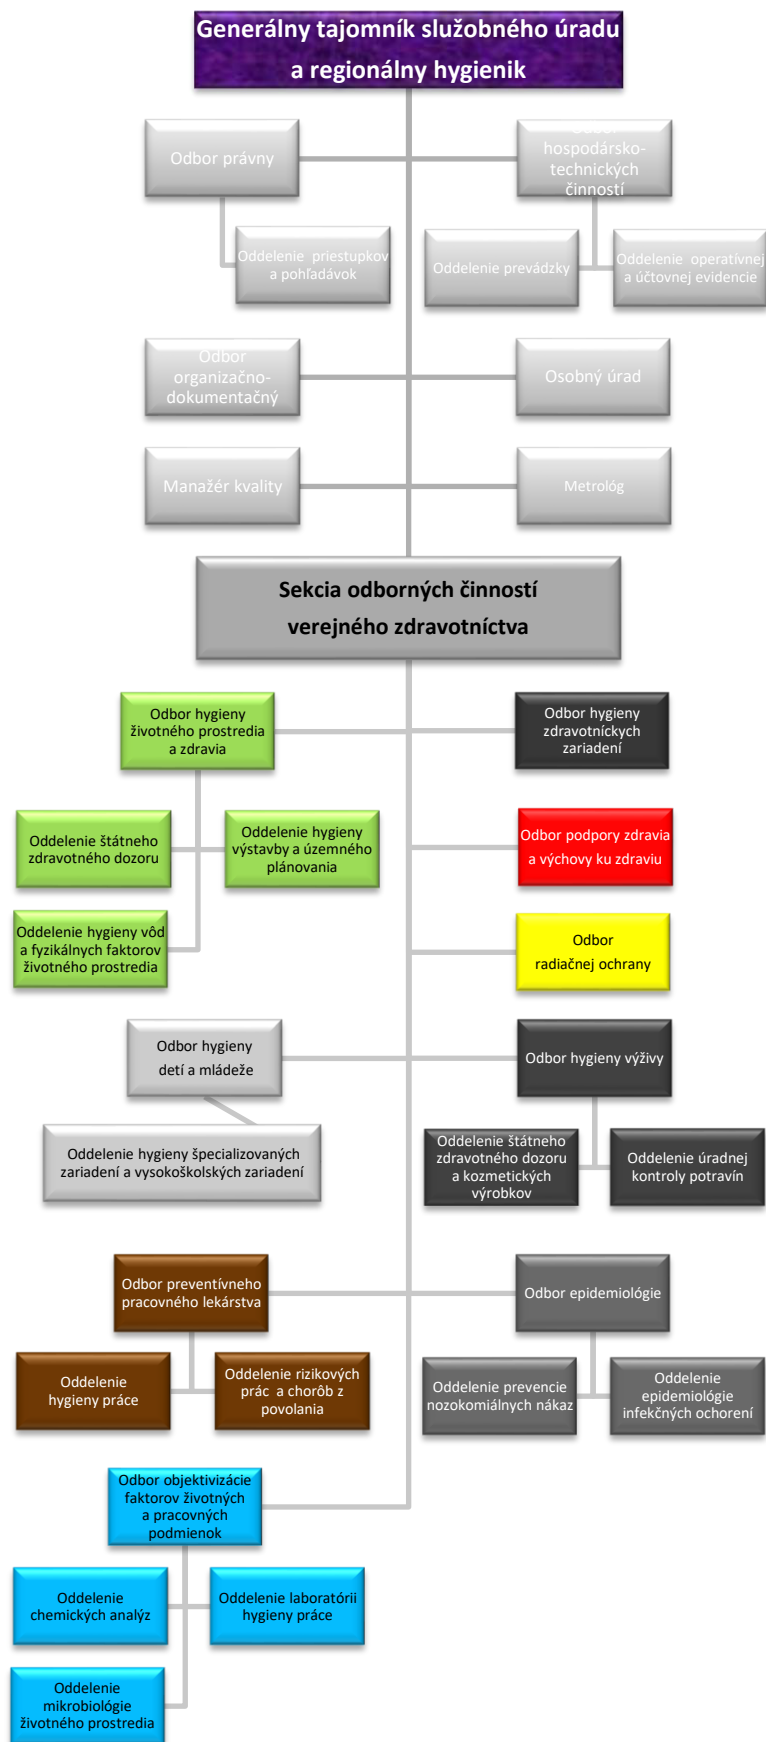 Generálny tajomník služobného úradu
a regionálny hygienik
Odbor právny
Odbor
hospodársko-
technických
činností
Oddelenie priestupkov
a pohľadávok
Oddelenie prevádzky
Oddelenie operatívnej
a účtovnej evidencie
Odbor
organizačno-
dokumentačný
Osobný úrad
Manažér kvality
Metrológ
Sekcia odborných činností
verejného zdravotníctva
Odbor hygieny
životného prostredia
a zdravia
Odbor hygieny
zdravotníckych
zariadení
Oddelenie štátneho
zdravotného dozoru
Oddelenie hygieny
výstavby a územného
plánovania
Odbor podpory zdravia
a výchovy ku zdraviu
Oddelenie hygieny vôd
a fyzikálnych faktorov
životného prostredia
Odbor
radiačnej ochrany
Odbor hygieny
detí a mládeže
Odbor hygieny výživy
Oddelenie hygieny špecializovaných
zariadení a vysokoškolských zariadení
Oddelenie štátneho
zdravotného dozoru
a kozmetických
výrobkov
Oddelenie úradnej
kontroly potravín
Odbor preventívneho
pracovného lekárstva
Odbor epidemiológie
Oddelenie
hygieny práce
Oddelenie rizikových
prác a chorôb z
povolania
Oddelenie prevencie
nozokomiálnych nákaz
Oddelenie
epidemiológie
infekčných ochorení
Odbor objektivizácie
faktorov životných
a pracovných
podmienok
Oddelenie
chemických analýz
Oddelenie laboratórii
hygieny práce
Oddelenie
mikrobiológie
životného prostredia